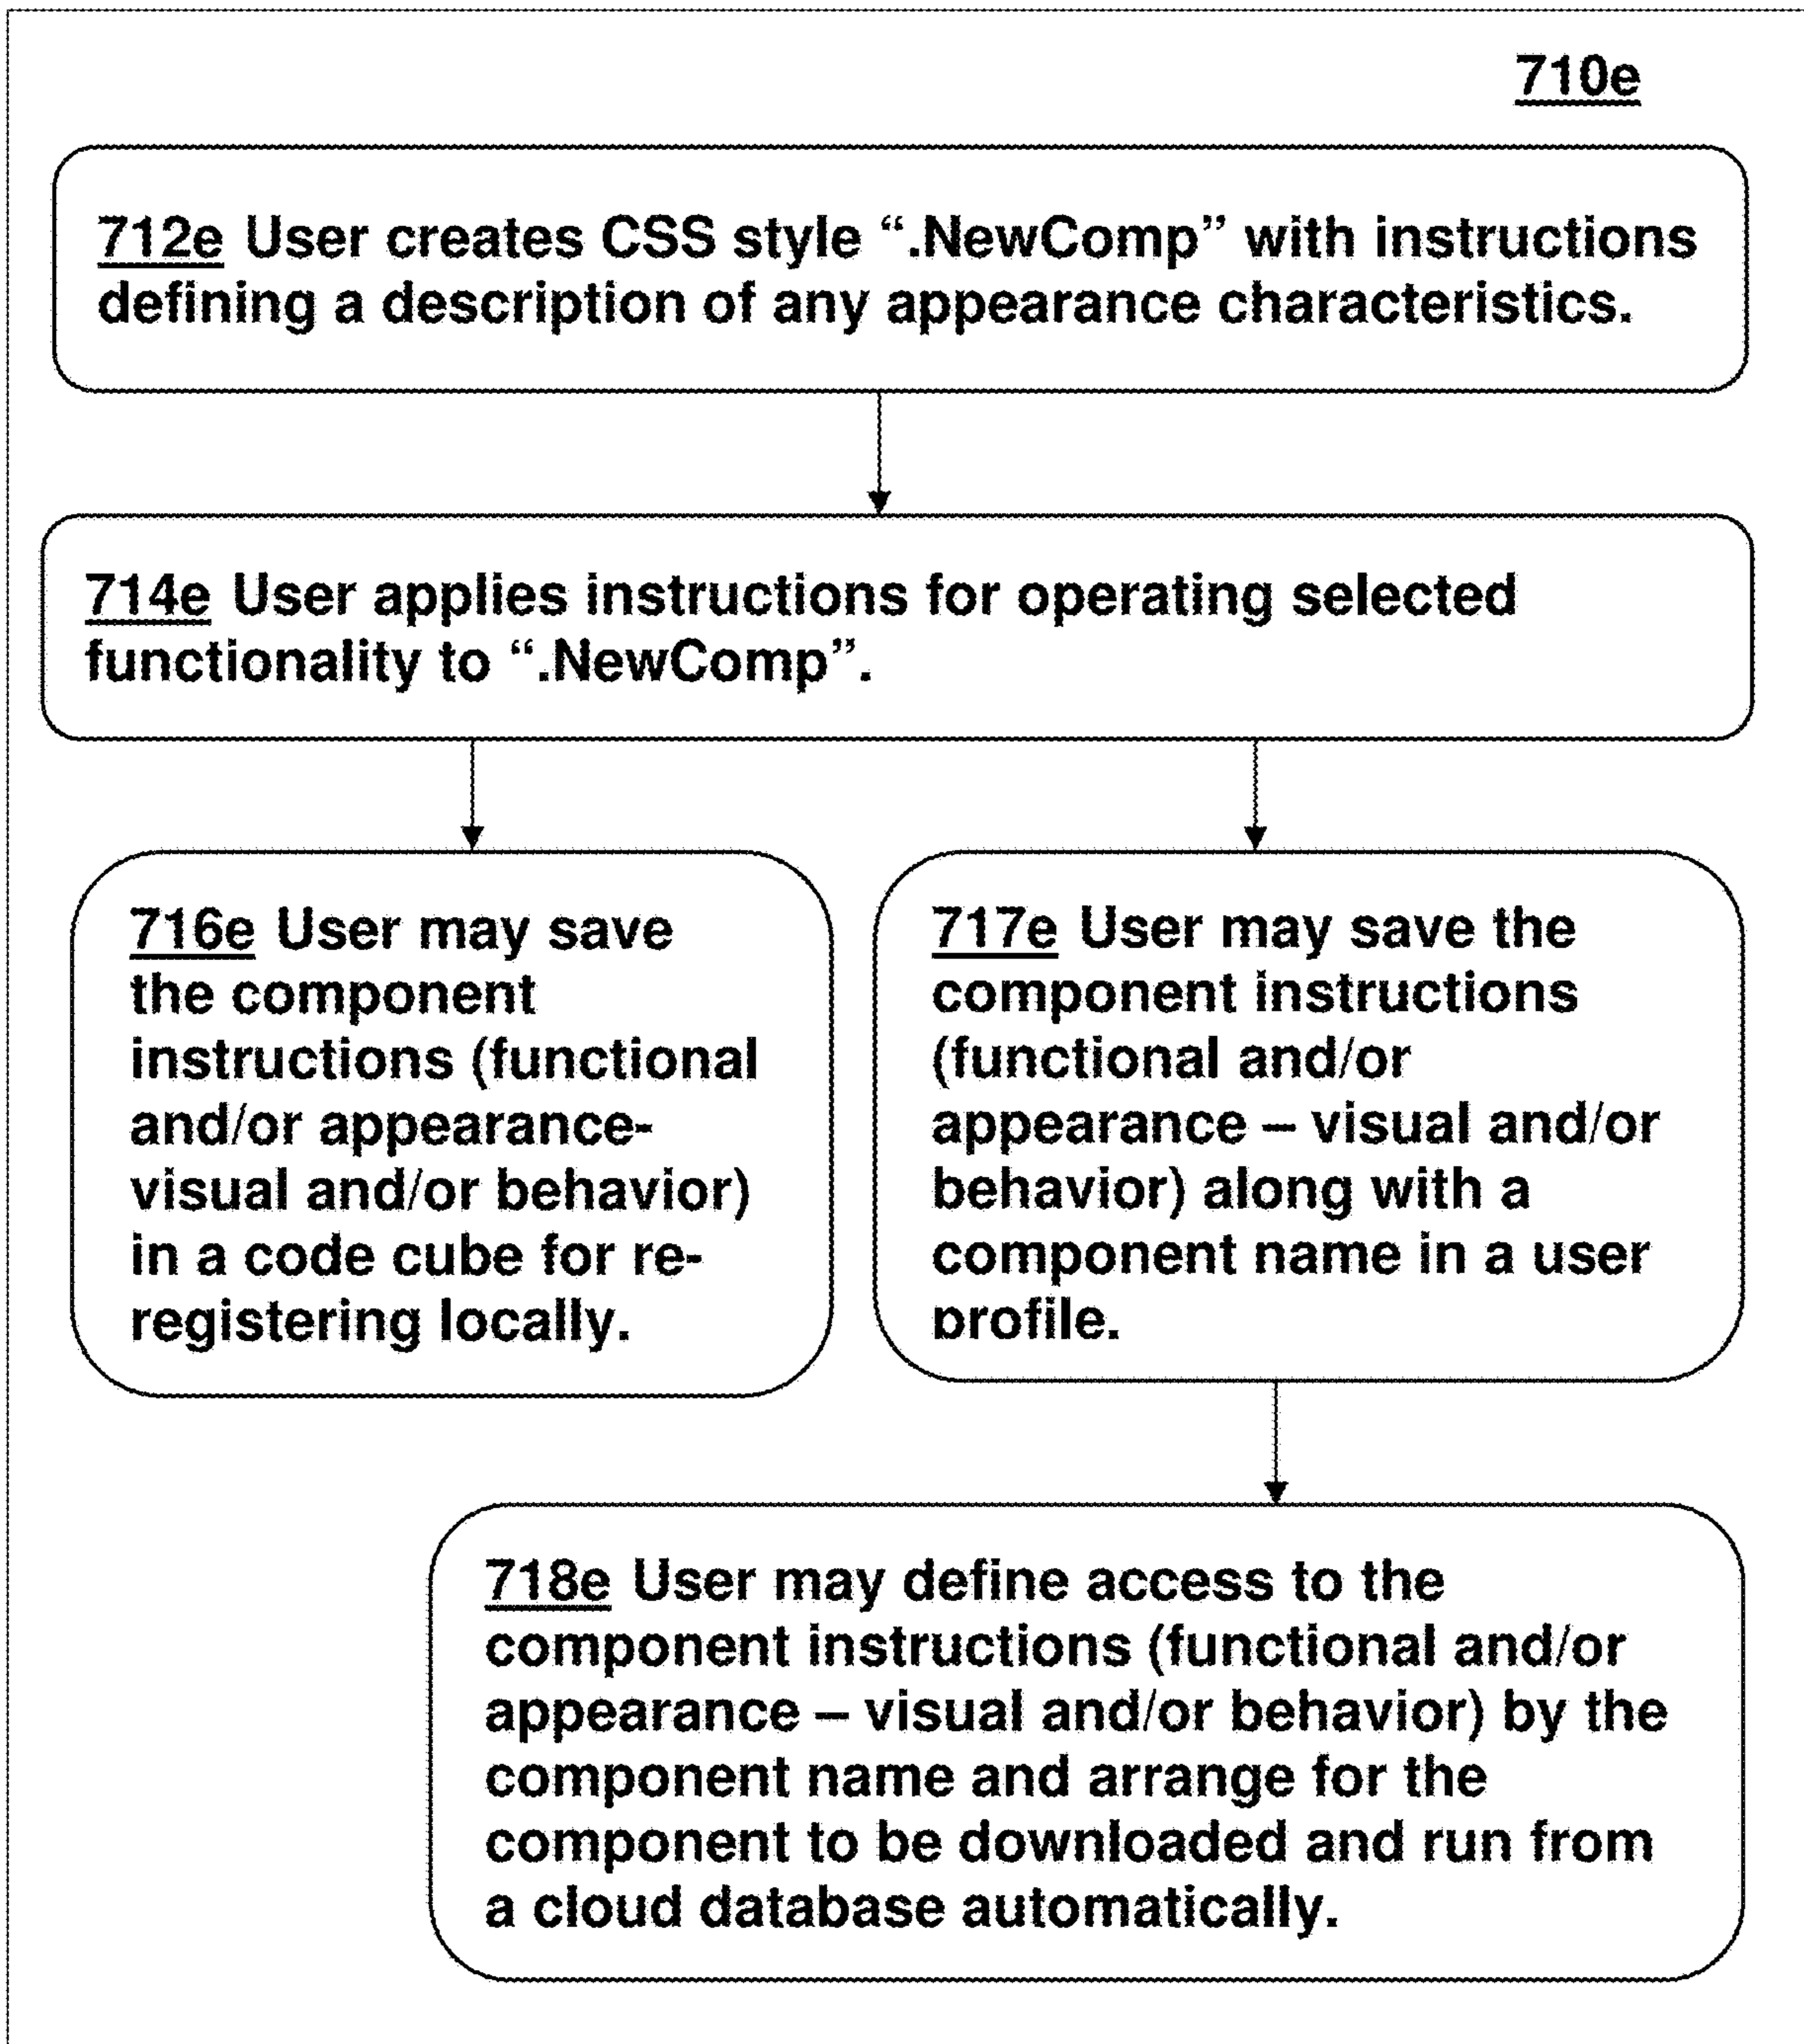 710e
712e User creates CSS style “.NewComp” with instructions
defining a description of any appearance characteristics.
714e User applies instructions for operating selected
functionality to “.NewComp”.
716e User may save
the component
instructions (functional
and/or appearance-
visual and/or behavior)
in a code cube for re-
registering locally.
717e User may save the
component instructions
(functional and/or
appearance – visual and/or
behavior) along with a
component name in a user
profile.
718e User may define access to the
component instructions (functional and/or
appearance – visual and/or behavior) by the
component name and arrange for the
component to be downloaded and run from
a cloud database automatically.